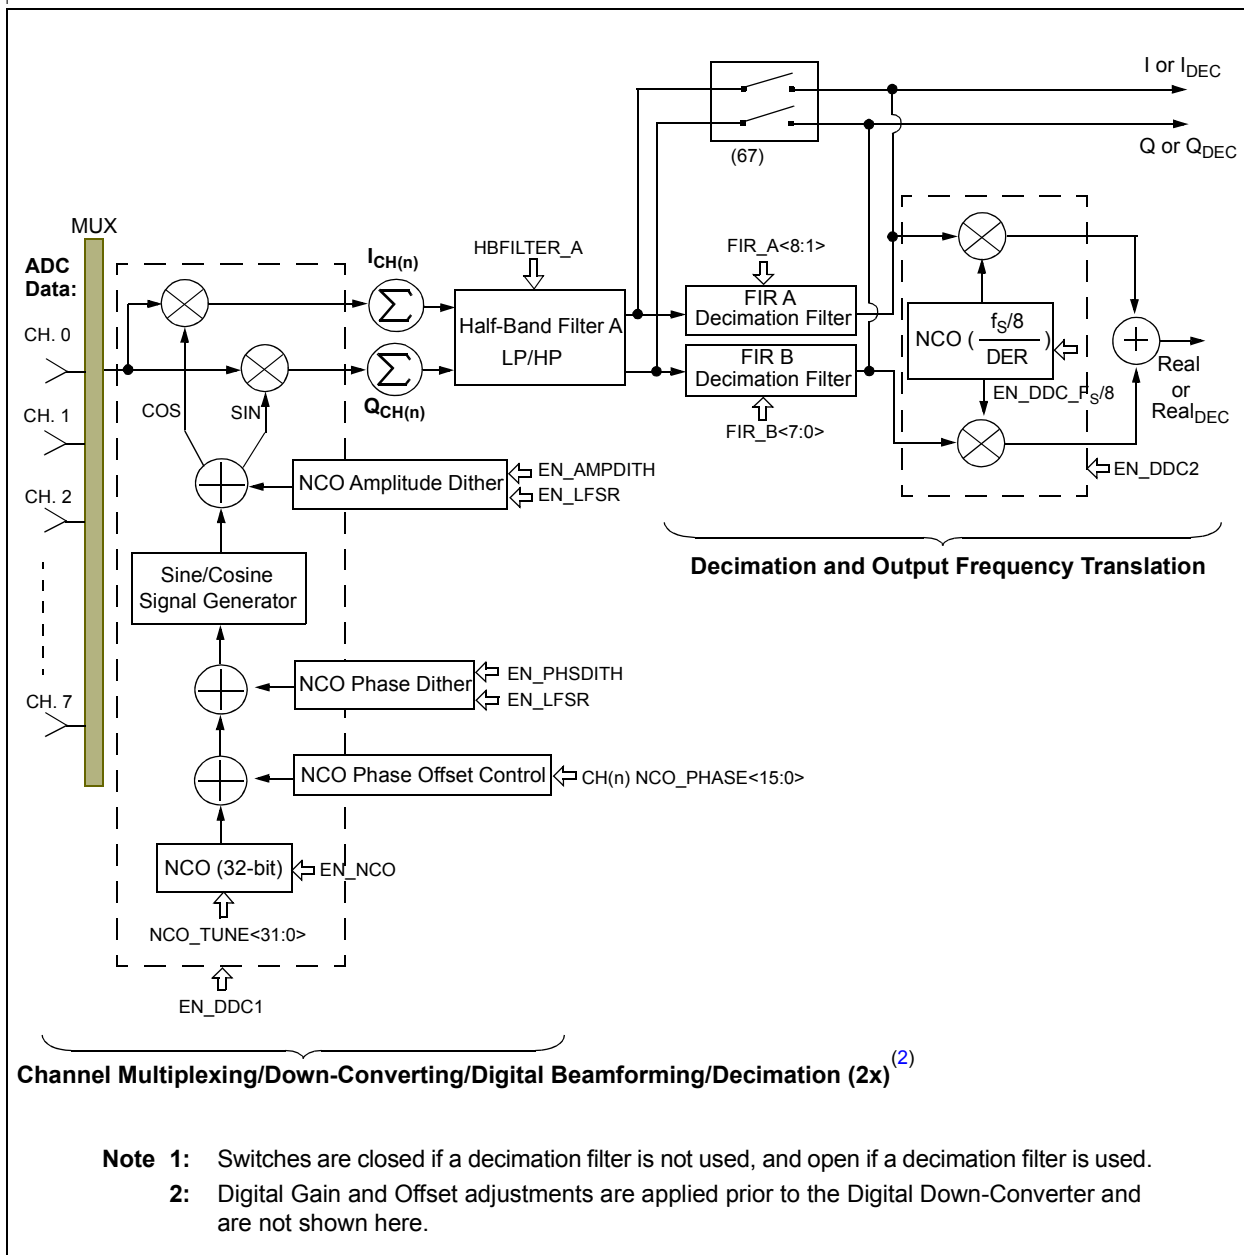 I or IDEC
Q or QDEC
(67)
MUX
ADC
Data:
CH. 0
CH. 1
CH. 2
CH. 7
COS
SIN
ICH(n)
QCH(n)
HBFILTER_A
Half-Band Filter A
LP/HP
FIR_A<8:1>
FIR A
Decimation Filter
FIR B
Decimation Filter
FIR_B<7:0>
NCO ( fS/8
DER )
EN_DDC_FS/8
Real
or
RealDEC
EN_DDC2
NCO Amplitude Dither
EN_AMPDITH
EN_LFSR
Decimation and Output Frequency Translation
Sine/Cosine
Signal Generator
NCO Phase Dither
EN_PHSDITH
EN_LFSR
NCO Phase Offset Control
CH(n) NCO_PHASE<15:0>
NCO (32-bit)
EN_NCO
NCO_TUNE<31:0>
EN_DDC1
Channel Multiplexing/Down-Converting/Digital Beamforming/Decimation (2x)(2)
Note 1: Switches are closed if a decimation filter is not used, and open if a decimation filter is used.
2: Digital Gain and Offset adjustments are applied prior to the Digital Down-Converter and
are not shown here.